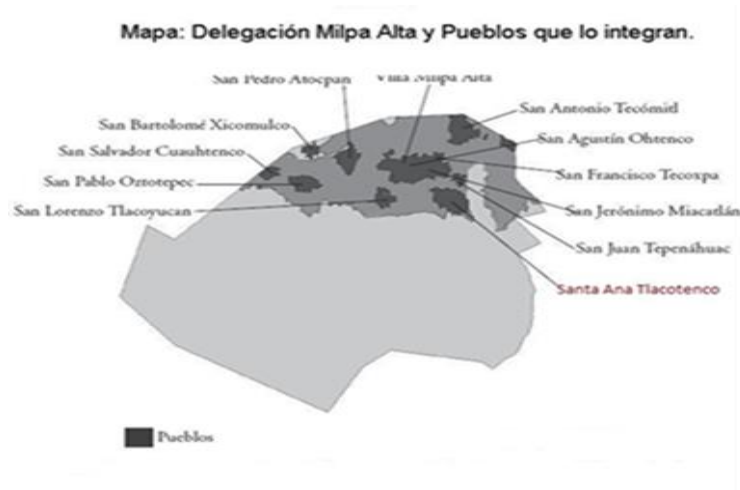 Mapa: Delegación Milpa Alta y Pueblos que lo integran.
San Pedro Atocpan
Villa Milpa Alta
San Antonio Tecómitl
San Bartolomé Xicomulco
San Agustín Ohtenco
San Salvador Cuauhtenco
San Francisco Tecoxpa
San Pablo Oztotepec
San Lorenzo Tlacoyucan
San Jerónimo Miacatlán
San Juan Tepenáhuac
Santa Ana Tlacotenco
Pueblos